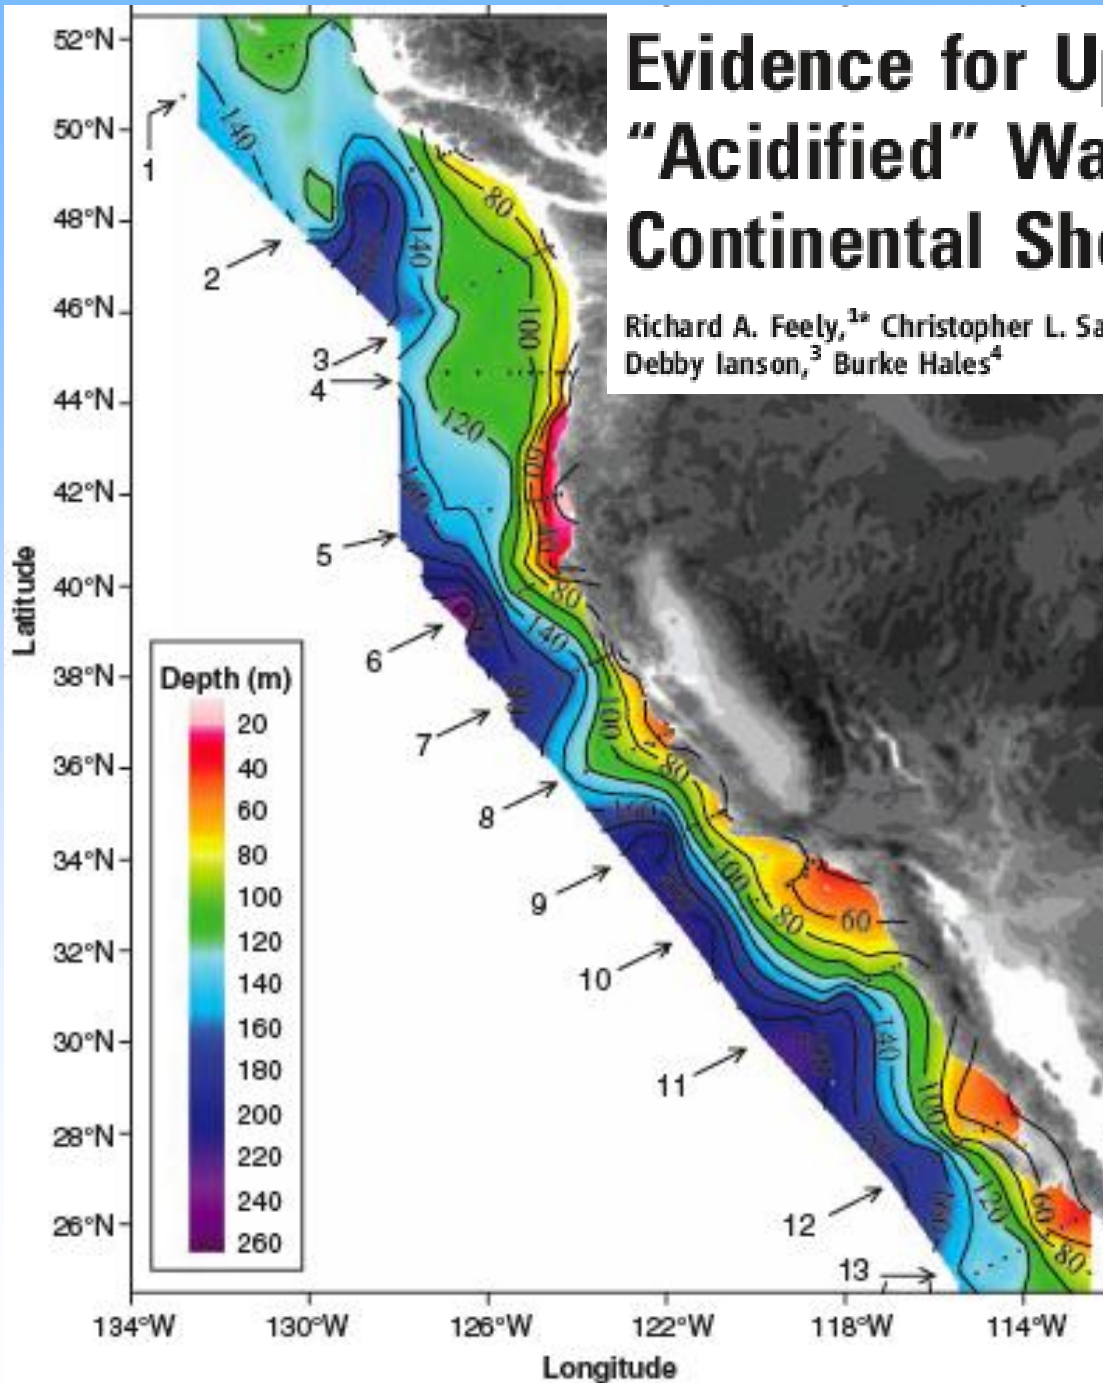 Evidence for Up
“Acidified” Wa
Continental She
Richard A. Feely,1* Christopher L. Sa
Debby Ianson,3 Burke Hales4
52°N
50°N
48°N
46°N
44°N
42°N
40°N
38°N
36°N
34°N
32°N
30°N
28°N
26°N
Latitude
1
2
3
4
5
6
7
8
9
10
11
12
13
140
80
140
100
120
60
80
140
100
80
100
80
60
140
100
120
160
60
80
Depth (m)
20
40
60
80
100
120
140
160
180
200
220
240
260
134°W
130°W
126°W
122°W
118°W
114°W
Longitude